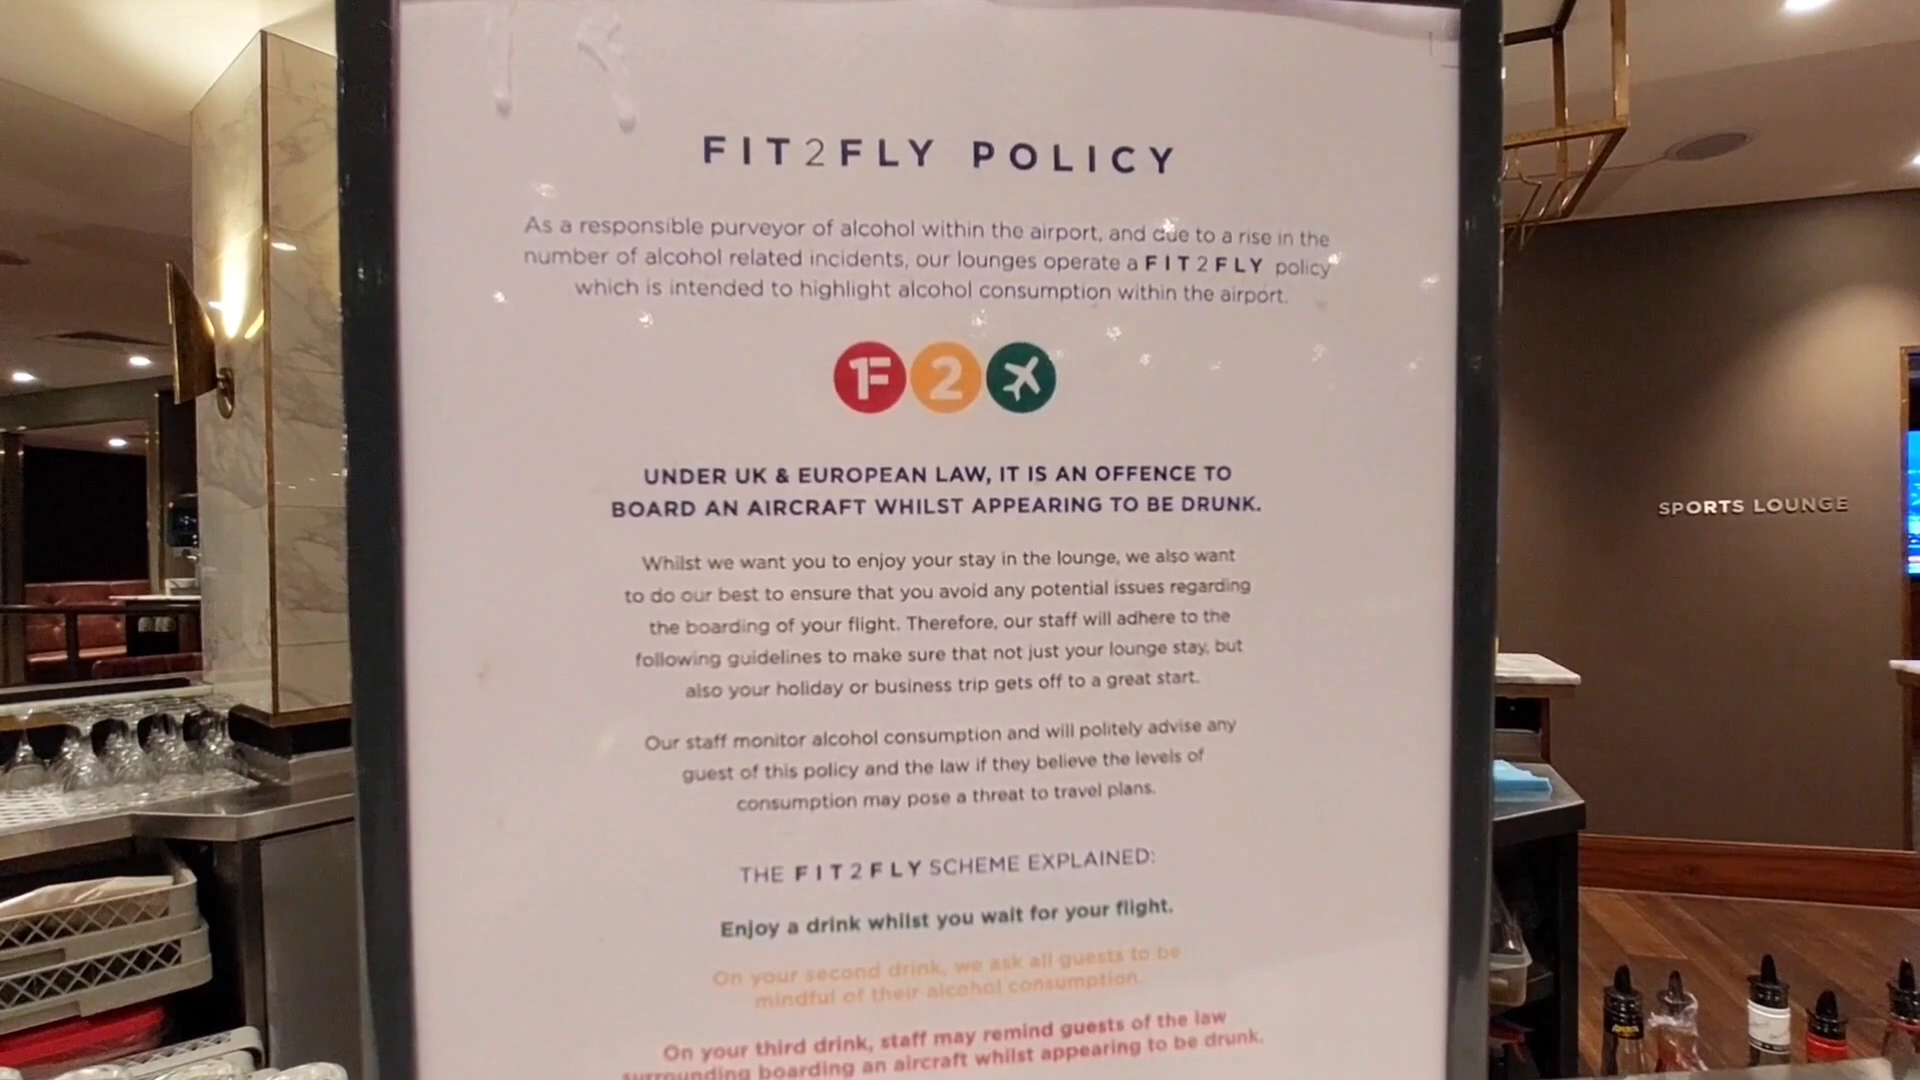 FIT2FLY POLICY
As a responsible purveyor of alcohol within the airport, and due to a rise in the
number of alcohol related incidents, our lounges operate a FIT2FLY policy
which is intended to highlight alcohol consumption within the airport.
1F 2
UNDER UK & EUROPEAN LAW, IT IS AN OFFENCE TO
BOARD AN AIRCRAFT WHILST APPEARING TO BE DRUNK.
Whilst we want you to enjoy your stay in the lounge, we also want
to do our best to ensure that you avoid any potential issues regarding
the boarding of your flight. Therefore, our staff will adhere to the
following guidelines to make sure that not just your lounge stay, but
also your holiday or business trip gets off to a great start.
Our staff monitor alcohol consumption and will politely advise any
guest of this policy and the law if they believe the levels of
consumption may pose a threat to travel plans.
THE FIT2FLY SCHEME EXPLAINED:
Enjoy a drink whilst you wait for your flight.
On your second drink, we ask all guests to be
mindful of their alcohol consumption.
On your third drink, staff may remind guests of the law
surrounding boarding an aircraft whilst appearing to be drunk.
SPORTS LOUNGE